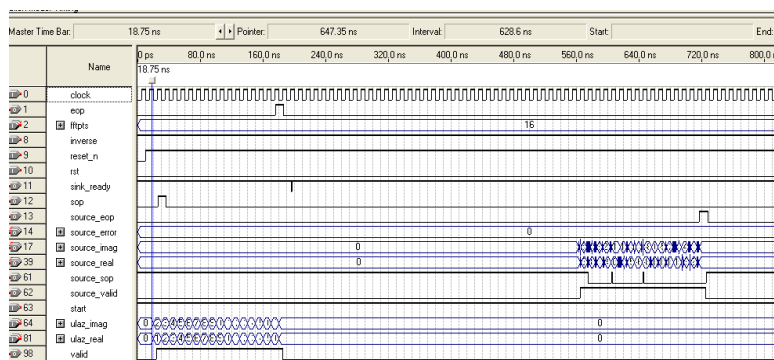 Master Time Bar: 18.75 ns Pointer: 647.35 ns Interval: 628.6 ns Start: End:
Name
0 ps 80.0 ns 160.0 ns 240.0 ns 320.0 ns 400.0 ns 480.0 ns 560.0 ns 640.0 ns 720.0 ns 800.0
18.75 ns
0 clock
1 eop
2 fftpts 16
8 inverse
9 reset_n
10 rst
11 sink_ready
12 sop
13 source_eop
14 source_error 0
17 source_imag 0
39 source_real 0
61 source_sop
62 source_valid
63 start
64 ulaz_imag 0 0
81 ulaz_real 0 0
98 valid